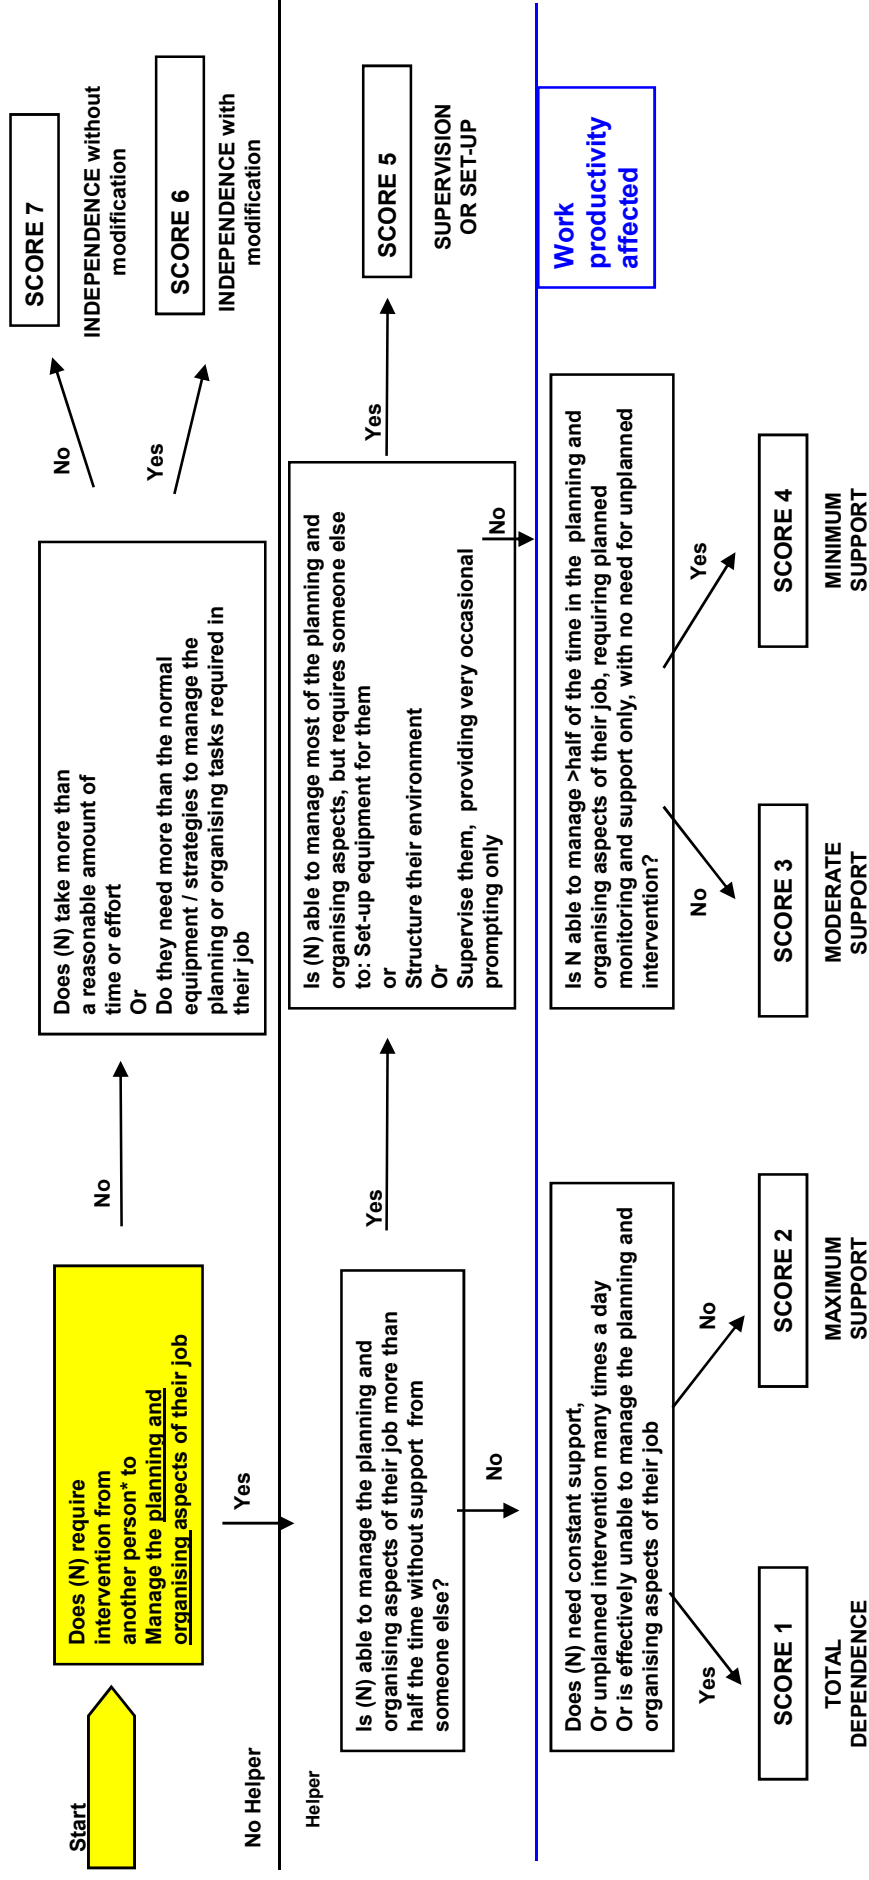 Start
Does (N) require
intervention from
another person* to
Manage the planning and
organising aspects of their job
No
Does (N) take more than
a reasonable amount of
time or effort
Or
Do they need more than the normal
equipment / strategies to manage the
planning or organising tasks required in
their job
No
SCORE 7
INDEPENDENCE without
modification
Yes
SCORE 6
INDEPENDENCE with
modification
Yes
No Helper
Helper
Is (N) able to manage the planning and
organising aspects of their job more than
half the time without support from
someone else?
Yes
Is (N) able to manage most of the planning and
organising aspects, but requires someone else
to: Set-up equipment for them
or
Structure their environment
Or
Supervise them, providing very occasional
prompting only
Yes
SCORE 5
SUPERVISION
OR SET-UP
No
No
Work
productivity
affected
Does (N) need constant support,
Or unplanned intervention many times a day
Or is effectively unable to manage the planning and
organising aspects of their job
Is N able to manage >half of the time in the planning and
organising aspects of their job, requiring planned
monitoring and support only, with no need for unplanned
intervention?
Yes
No
No
Yes
SCORE 1
TOTAL
DEPENDENCE
SCORE 2
MAXIMUM
SUPPORT
SCORE 3
MODERATE
SUPPORT
SCORE 4
MINIMUM
SUPPORT